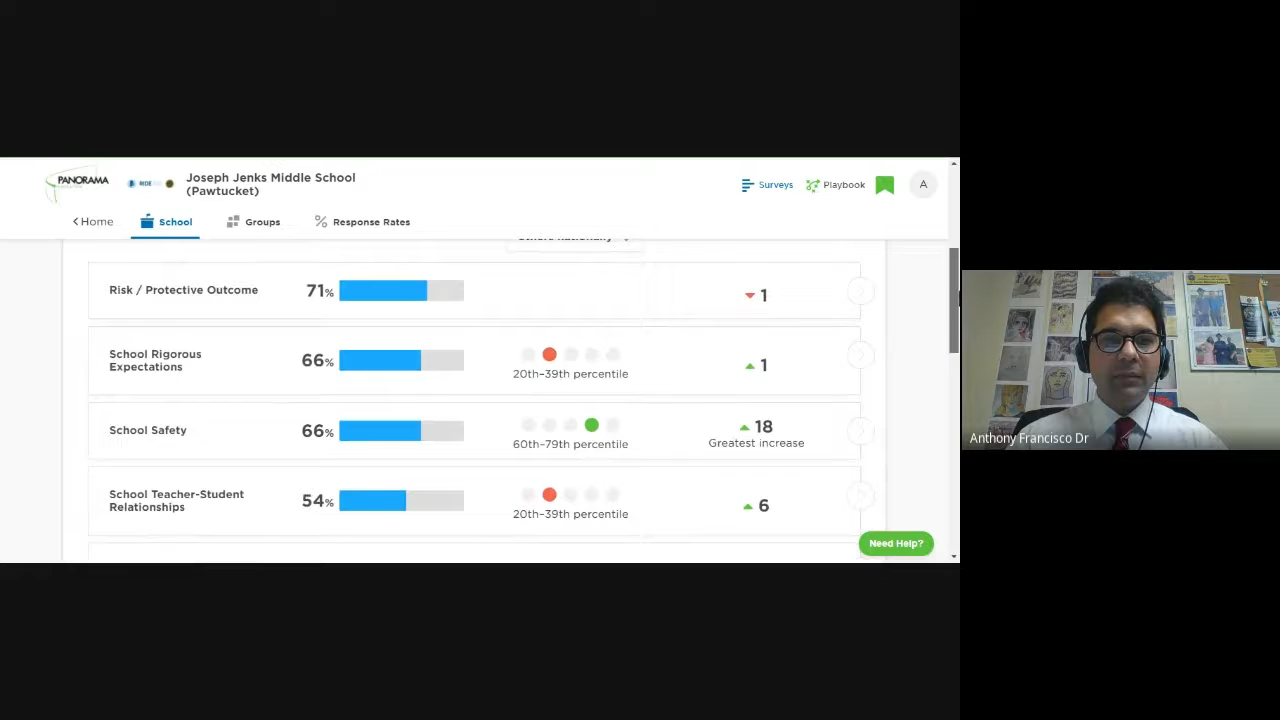 PANORAMA
RIDE
Joseph Jenks Middle School
(Pawtucket)
Surveys
Playbook
A
Home
School
Groups
Response Rates
Risk / Protective Outcome
71%
1
School Rigorous
Expectations
66%
20th–39th percentile
1
School Safety
66%
60th–79th percentile
18
Greatest increase
School Teacher-Student
Relationships
54%
20th–39th percentile
6
Need Help?
Anthony Francisco Dr